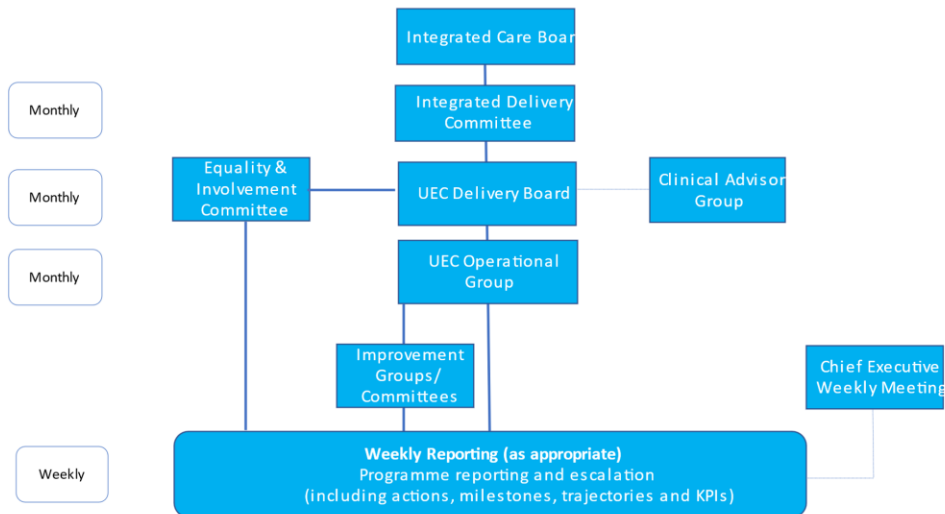 Integrated Care Boar
Monthly
Integrated Delivery
Committee
Monthly
Equality &
Involvement
Committee
UEC Delivery Board
Clinical Advisor
Group
Monthly
UEC Operational
Group
Improvement
Groups/
Committees
Chief Executive
Weekly Meeting
Weekly
Weekly Reporting (as appropriate)
Programme reporting and escalation
(including actions, milestones, trajectories and KPIs)